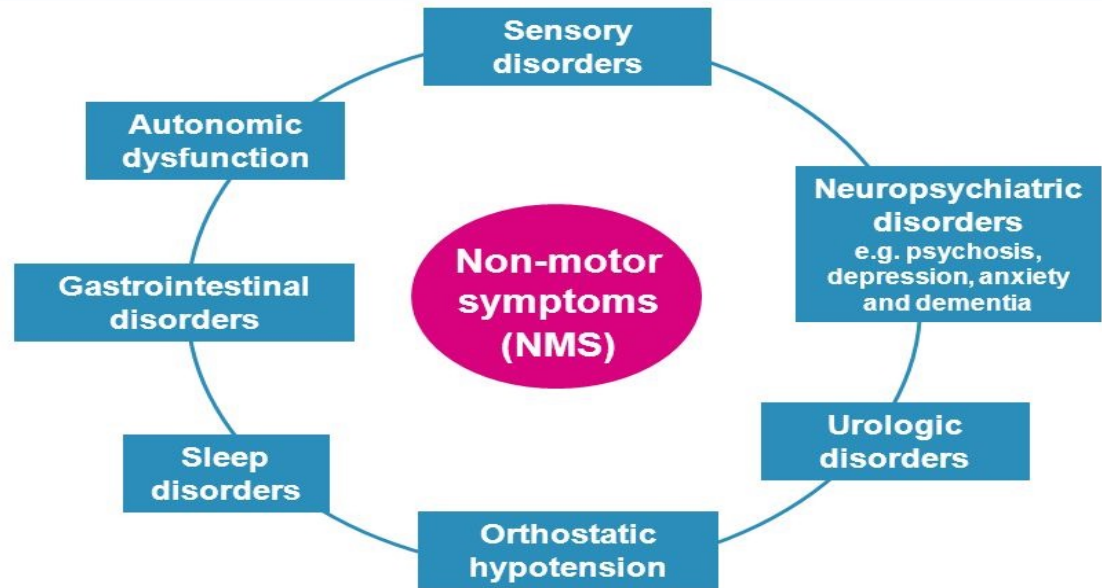 Sensory
disorders
Autonomic
dysfunction
Neuropsychiatric
disorders
e.g. psychosis,
depression, anxiety
and dementia
Gastrointestinal
disorders
Non-motor
symptoms
(NMS)
Urologic
disorders
Sleep
disorders
Orthostatic
hypotension